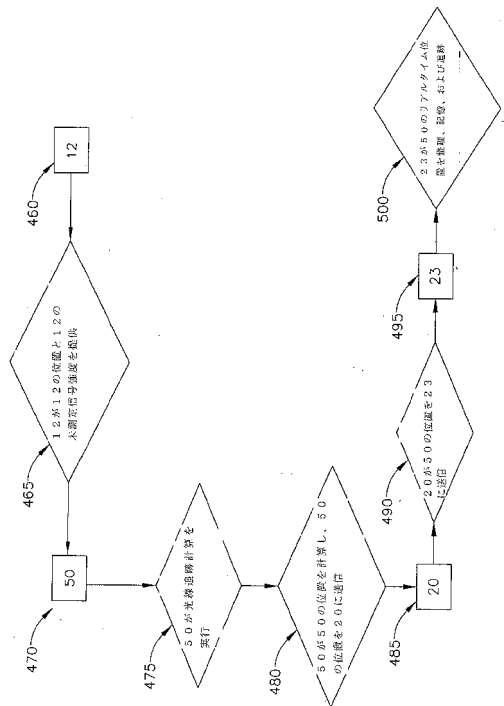 12
460
12が12の位置と12の
未測定信号強度を提供
465
50
470
50が光線追跡計算を
実行
475
50が50の位置を計算し、50
の位置を20に送信
480
20
485
20が50の位置を23
に送信
490
23
495
23が50のリアルタイム位
置を修理、記憶、および追跡
500